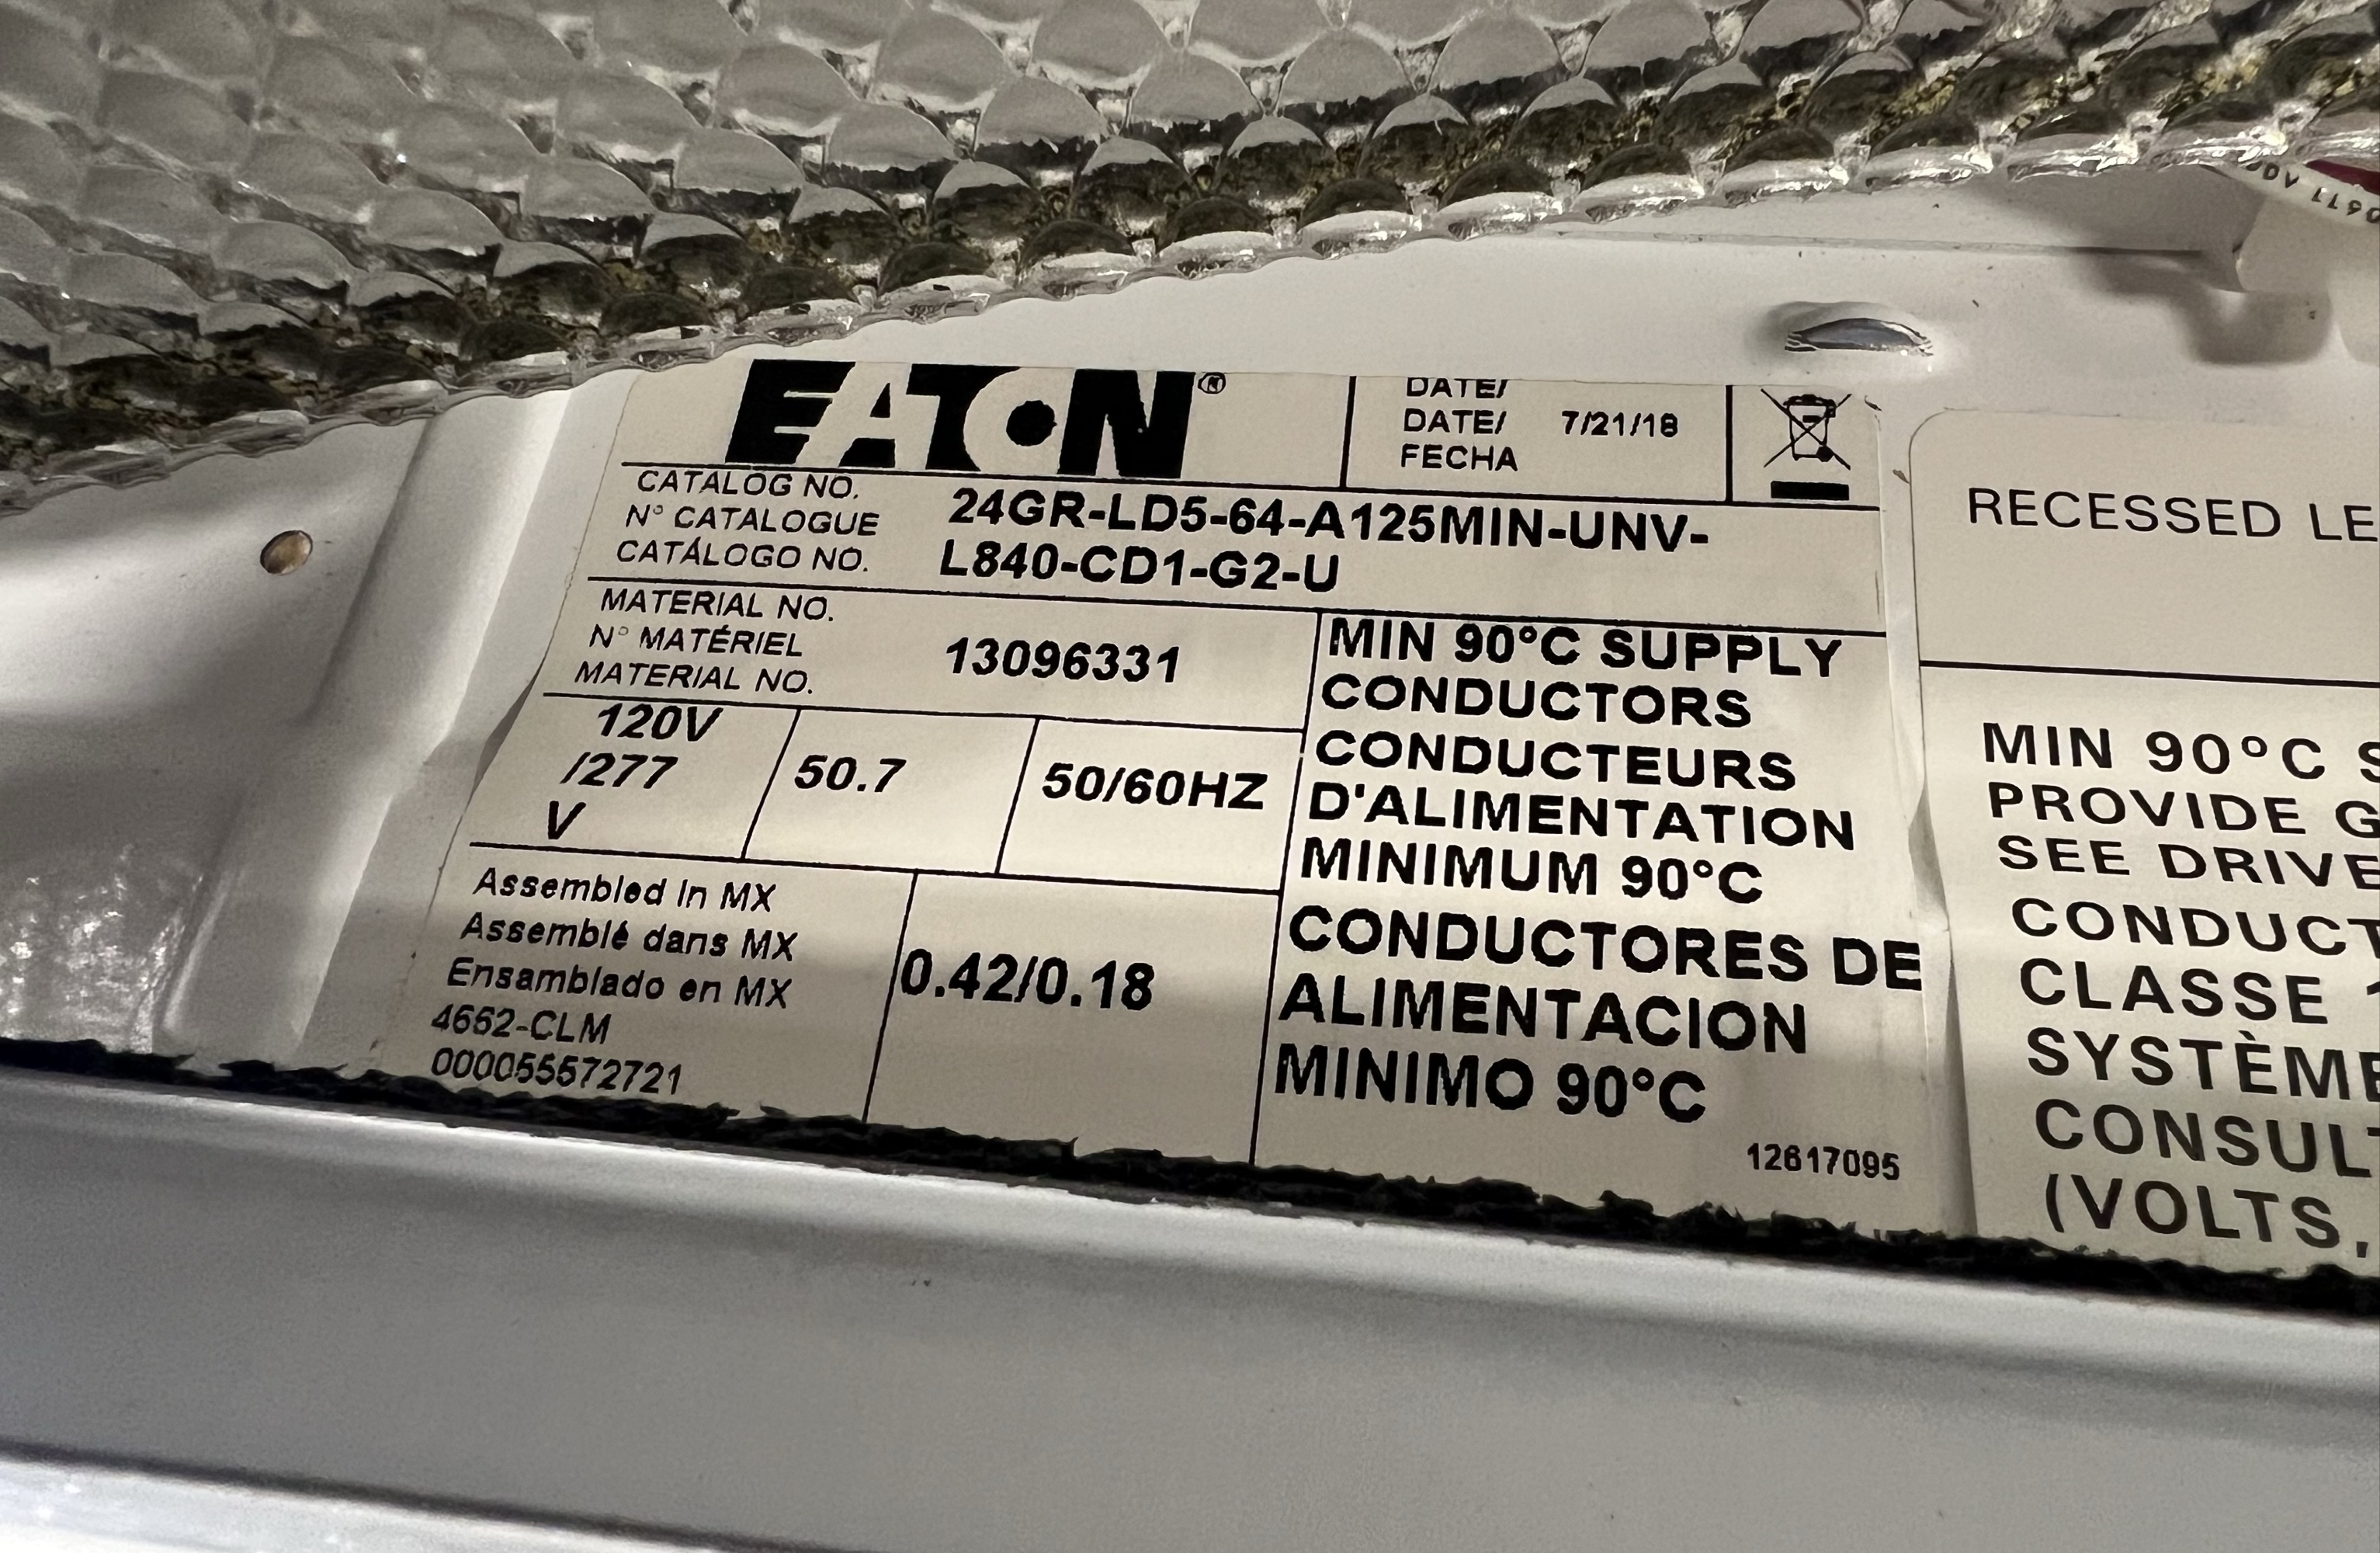 EATON®
DATE/
DATE/ 7/21/18
FECHA
CATALOG NO.
N° CATALOGUE
CATÁLOGO NO.
24GR-LD5-64-A125MIN-UNV-
L840-CD1-G2-U
MATERIAL NO.
N° MATÉRIEL
MATERIAL NO.
13096331
120V
/277
V
50.7
50/60HZ
Assembled In MX
Assemblé dans MX
Ensamblado en MX
4662-CLM
000055572721
0.42/0.18
MIN 90°C SUPPLY
CONDUCTORS
CONDUCTEURS
D'ALIMENTATION
MINIMUM 90°C
CONDUCTORES DE
ALIMENTACION
MINIMO 90°C
12617095
RECESSED LE
MIN 90°C S
PROVIDE G
SEE DRIVE
CONDUCT
CLASSE 1
SYSTÈME
CONSULT
(VOLTS,